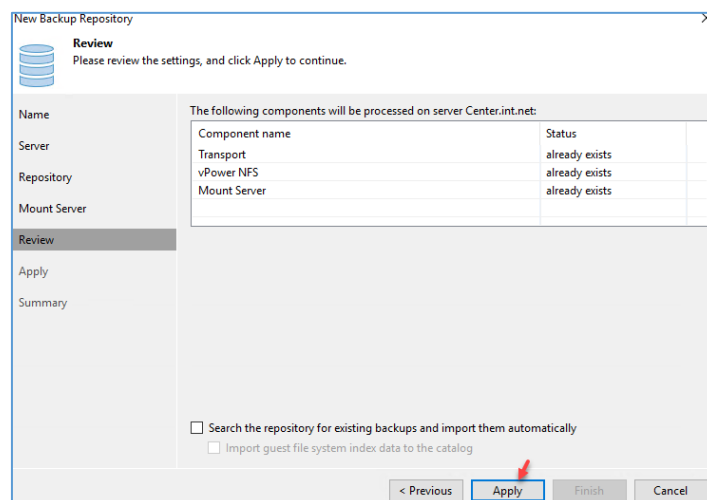 New Backup Repository
Review
Please review the settings, and click Apply to continue.
Name
Server
Repository
Mount Server
Review
Apply
Summary
The following components will be processed on server Center.int.net:
Component name Status
Transport already exists
vPower NFS already exists
Mount Server already exists
Search the repository for existing backups and import them automatically
Import guest file system index data to the catalog
< Previous Apply Finish Cancel